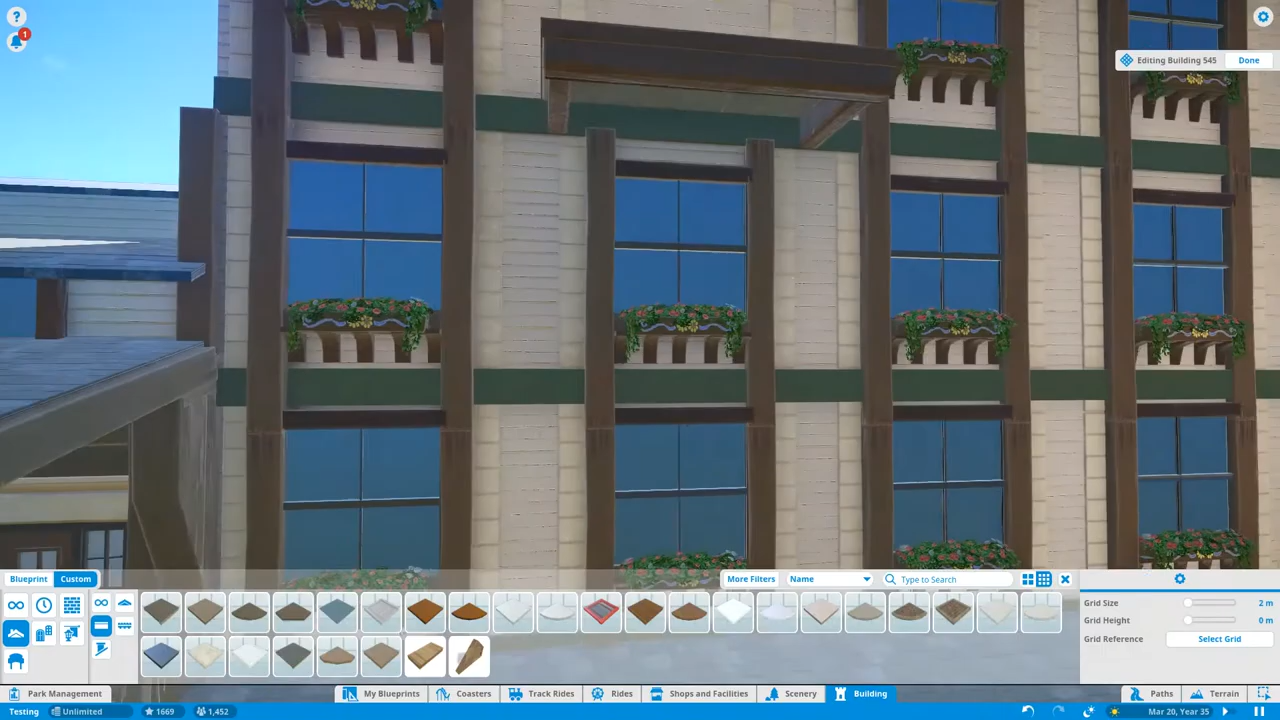 ?
1
Editing Building 545 Done
Blueprint Custom More Filters Name Type to Search
Grid Size 2 m
Grid Height 0 m
Grid Reference Select Grid
Park Management My Blueprints Coasters Track Rides Rides Shops and Facilities Scenery Building Paths Terrain
Testing Unlimited 1669 1,452 Mar 20, Year 35